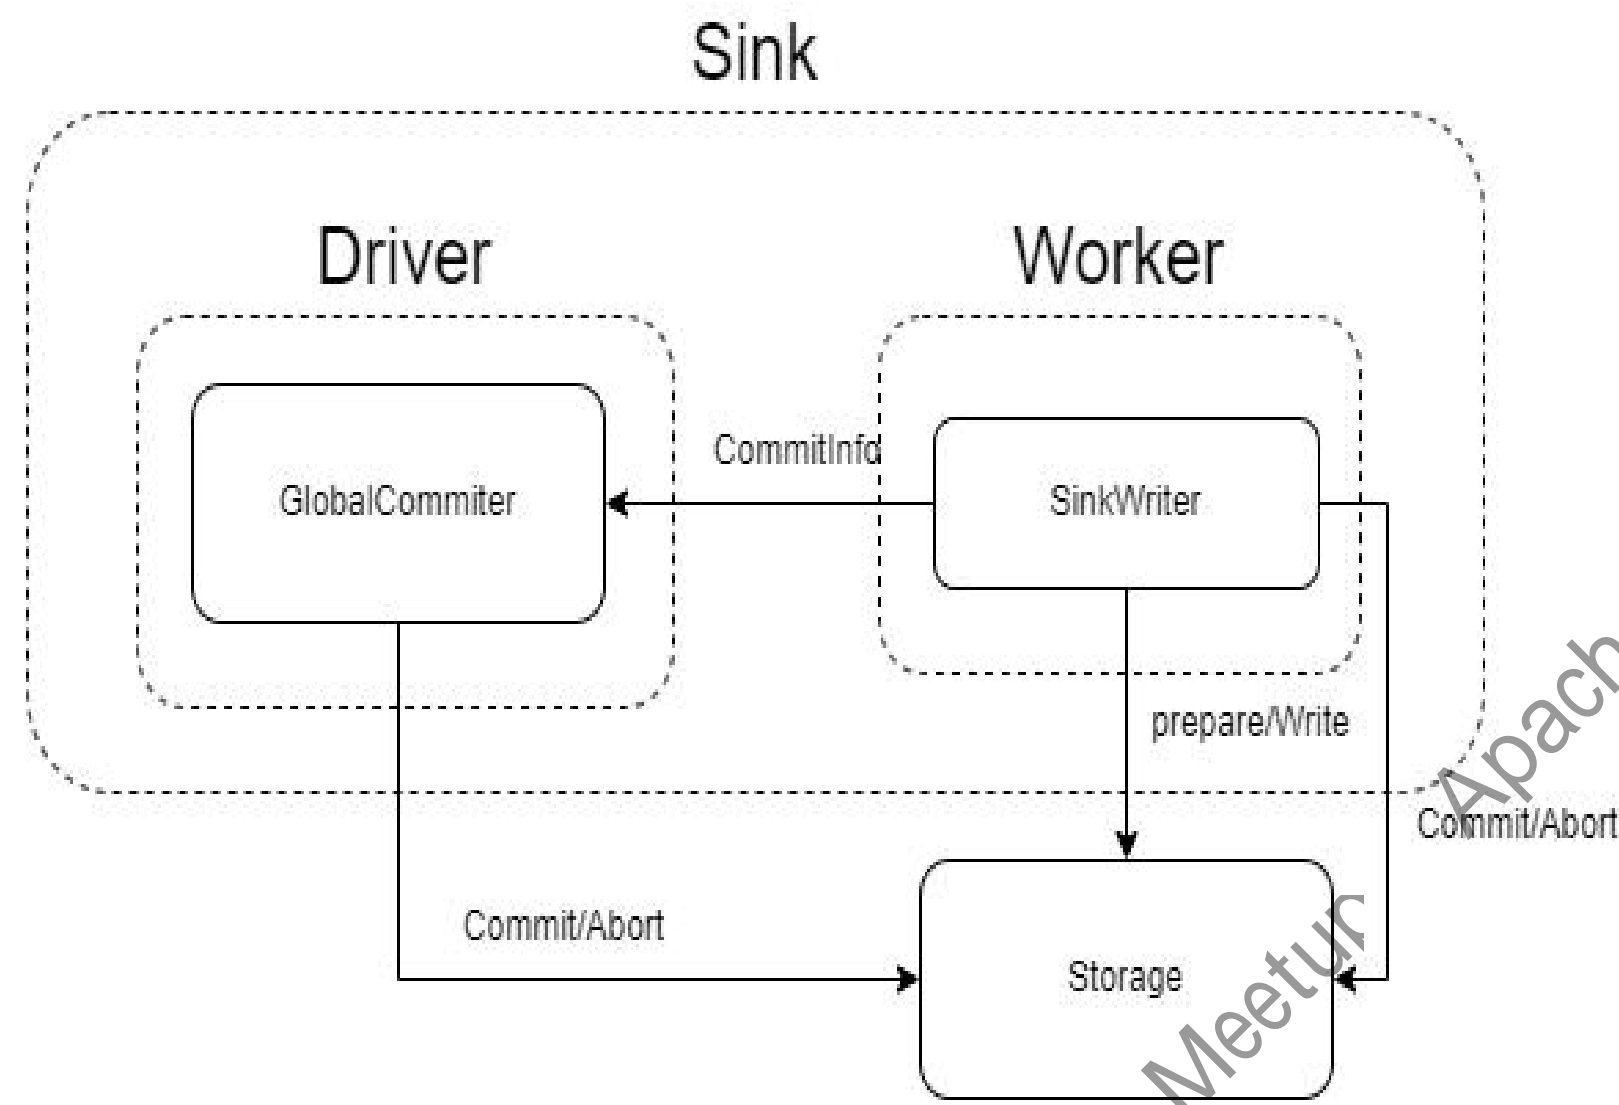 Sink
Driver
Worker
CommitInfo
GlobalCommiter
SinkWriter
prepare/Write
Commit/Abort
Commit/Abort
Storage
Apach
Meetup